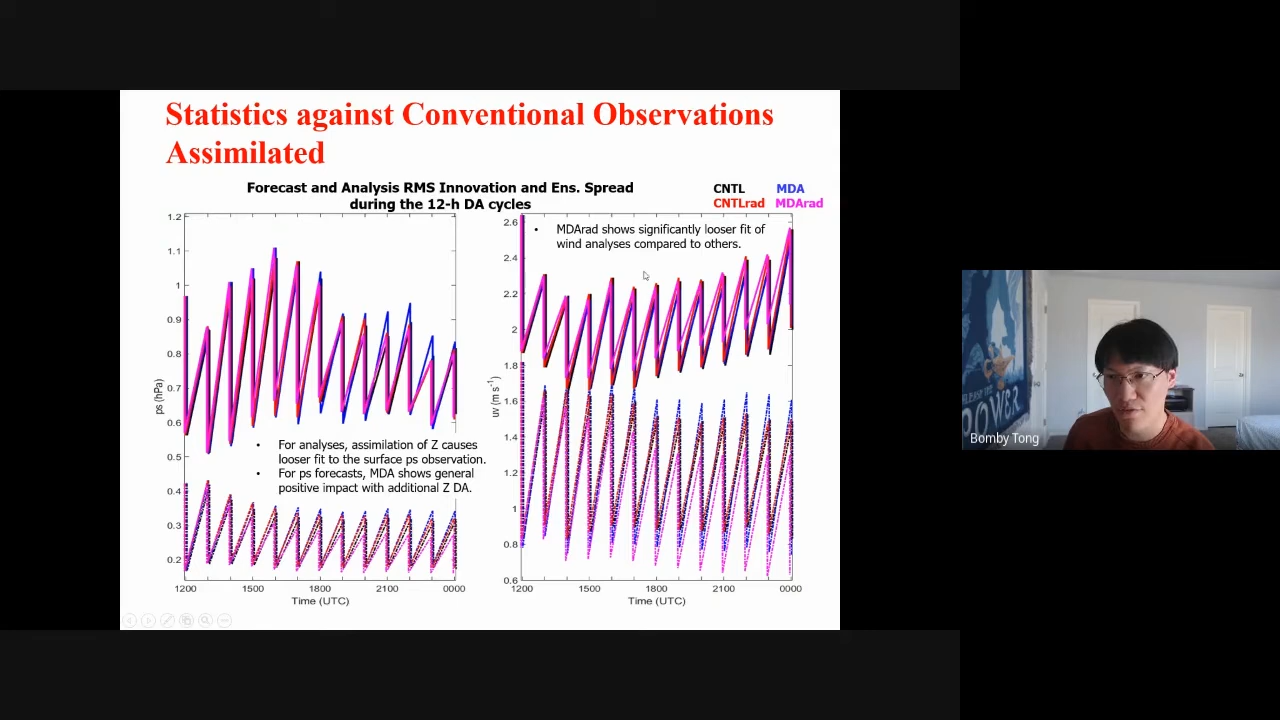 Statistics against Conventional Observations
Assimilated
Forecast and Analysis RMS Innovation and Ens. Spread
during the 12-h DA cycles
CNTL MDA
CNTLrad MDArad
1.2
1.1
1
0.9
0.8
0.7
0.6
0.5
0.4
0.3
0.2
ps (hPa)
• For analyses, assimilation of Z causes
looser fit to the surface ps observation.
• For ps forecasts, MDA shows general
positive impact with additional Z DA.
1200 1500 1800 2100 0000
Time (UTC)
2.6
2.4
2.2
2
1.8
1.6
1.4
1.2
1
0.8
0.6
uv (m s⁻¹)
• MDArad shows significantly looser fit of
wind analyses compared to others.
1200 1500 1800 2100 0000
Time (UTC)
POWER
Bomby Tong